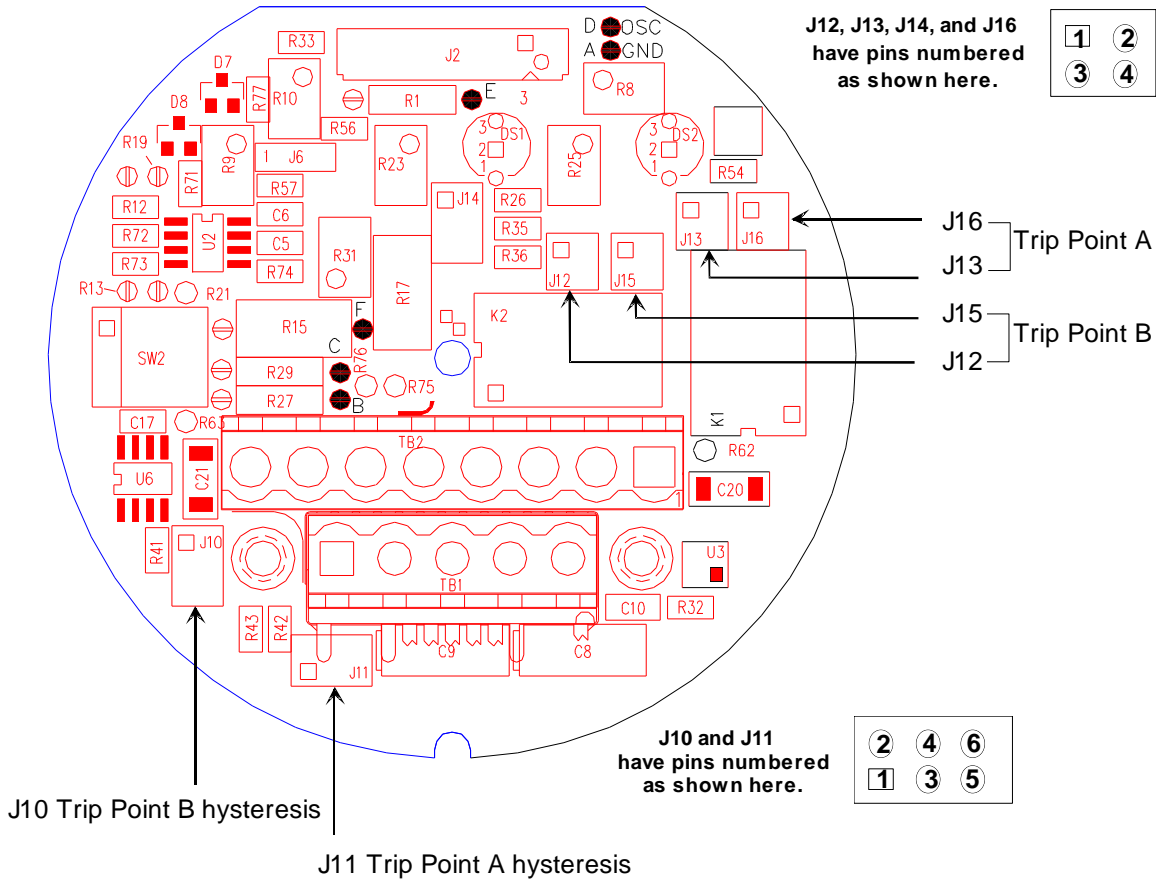 D OSC
A GND
J12, J13, J14, and J16
have pins numbered
as shown here.
1 2
3 4
R33
J2
D7
R77
R10
R1
E
3
R8
D8
R56
3
2
1
DS1
3
2
1
DS2
R19
R9
1 J6
R23
R25
R54
R71
R57
J14
R26
R12
C6
R35
J13
J16
R72
U2
C5
R36
R73
R74
R31
R17
J12
J15
J16
J13
Trip Point A
J15
J12
Trip Point B
R13
R21
F
R15
K2
SW2
C
R76
R29
R75
R27
B
K1
C17
R63
TB2
R62
U6
C21
1
C20
R41
J10
TB1
U3
R43
R42
C10
R32
J11
C9
C8
J10 and J11
have pins numbered
as shown here.
2 4 6
1 3 5
J10 Trip Point B hysteresis
J11 Trip Point A hysteresis